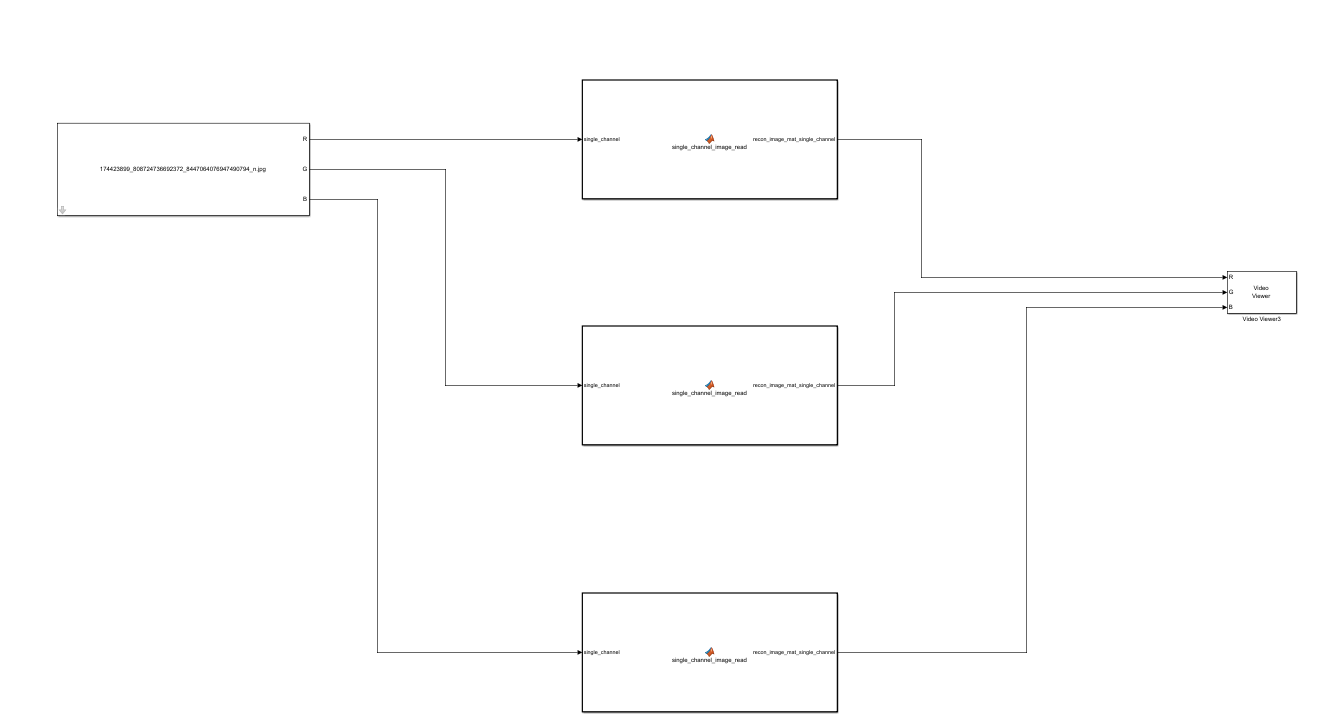 R
174423899_808724736692372_8447064076947490794_n.jpg
G
B
single_channel
recon_image_mat_single_channel
single_channel_image_read
R
Video
G
Viewer
B
Video Viewer3
single_channel
recon_image_mat_single_channel
single_channel_image_read
single_channel
recon_image_mat_single_channel
single_channel_image_read